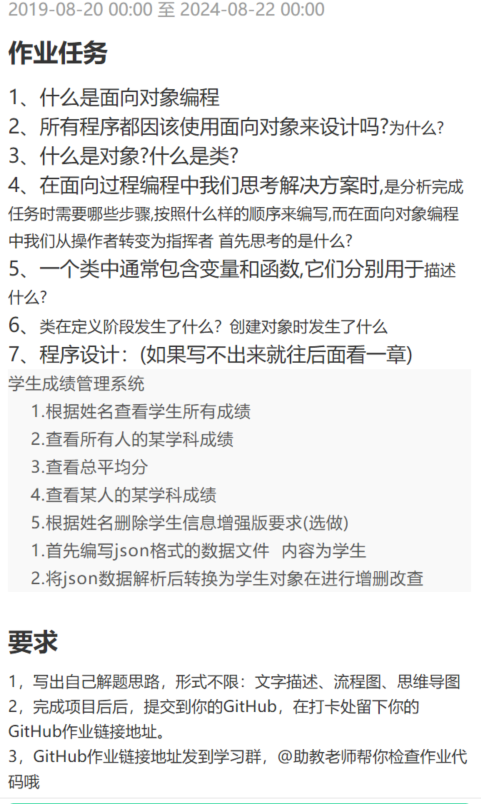 2019-08-20 00:00 至 2024-08-22 00:00
作业任务
1、什么是面向对象编程
2、所有程序都因该使用面向对象来设计吗?为什么?
3、什么是对象?什么是类?
4、在面向过程编程中我们思考解决方案时,是分析完成
任务时需要哪些步骤,按照什么样的顺序来编写,而在面向对象编程
中我们从操作者转变为指挥者 首先思考的是什么?
5、一个类中通常包含变量和函数,它们分别用于描述
什么?
6、类在定义阶段发生了什么? 创建对象时发生了什么
7、程序设计：(如果写不出来就往后面看一章)
学生成绩管理系统
1.根据姓名查看学生所有成绩
2.查看所有人的某学科成绩
3.查看总平均分
4.查看某人的某学科成绩
5.根据姓名删除学生信息增强版要求(选做)
1.首先编写json格式的数据文件 内容为学生
2.将json数据解析后转换为学生对象在进行增删改查
要求
1，写出自己解题思路，形式不限：文字描述、流程图、思维导图
2，完成项目后后，提交到你的GitHub，在打卡处留下你的
GitHub作业链接地址。
3，GitHub作业链接地址发到学习群，@助教老师帮你检查作业代
码哦